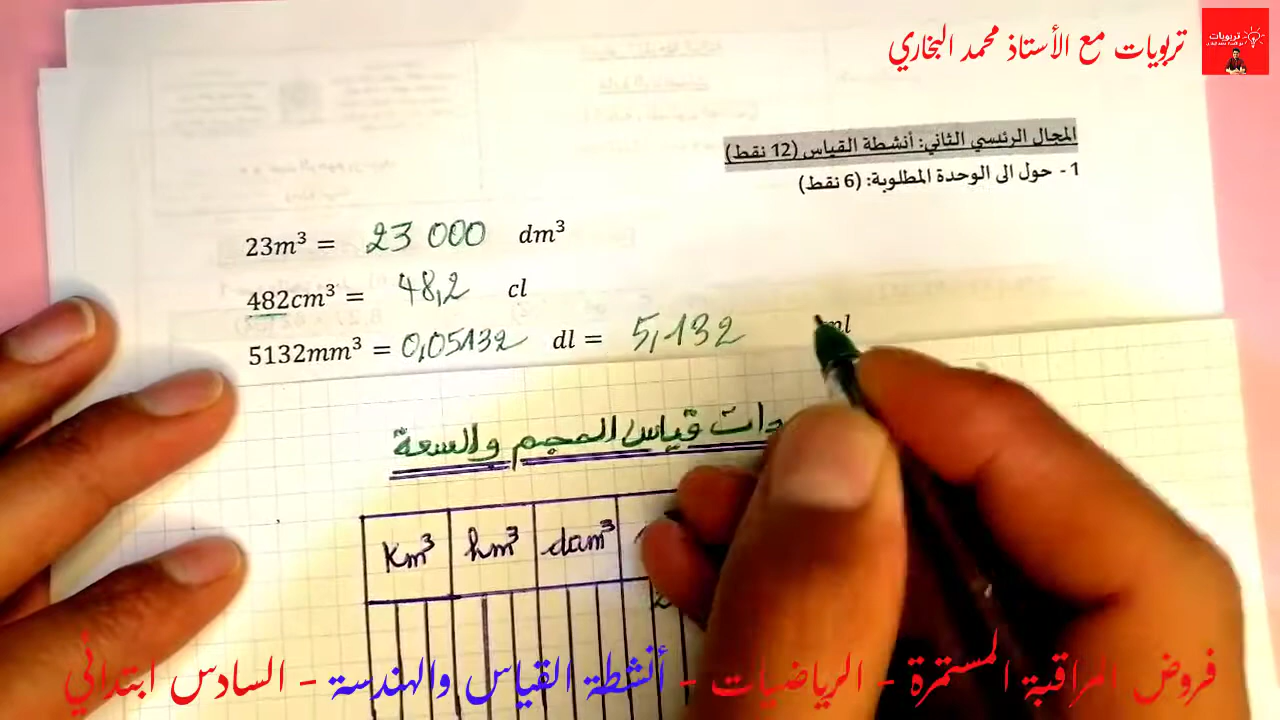 تربويات مع الأستاذ محمد البخاري
تربويات
المجال الرئيسي الثاني: أنشطة القياس (12 نقط)
1 - حول الى الوحدة المطلوبة: (6 نقط)
23m³ = 23 000 dm³
482cm³ = 48,2 cl
5132mm³ = 0,05132 dl = 5,132 ml
دات قياس الحجم والسعة
Km³ hm³ dam³
فروض المراقبة المستمرة - الرياضيات - أنشطة القياس والهندسة - السادس ابتدائي